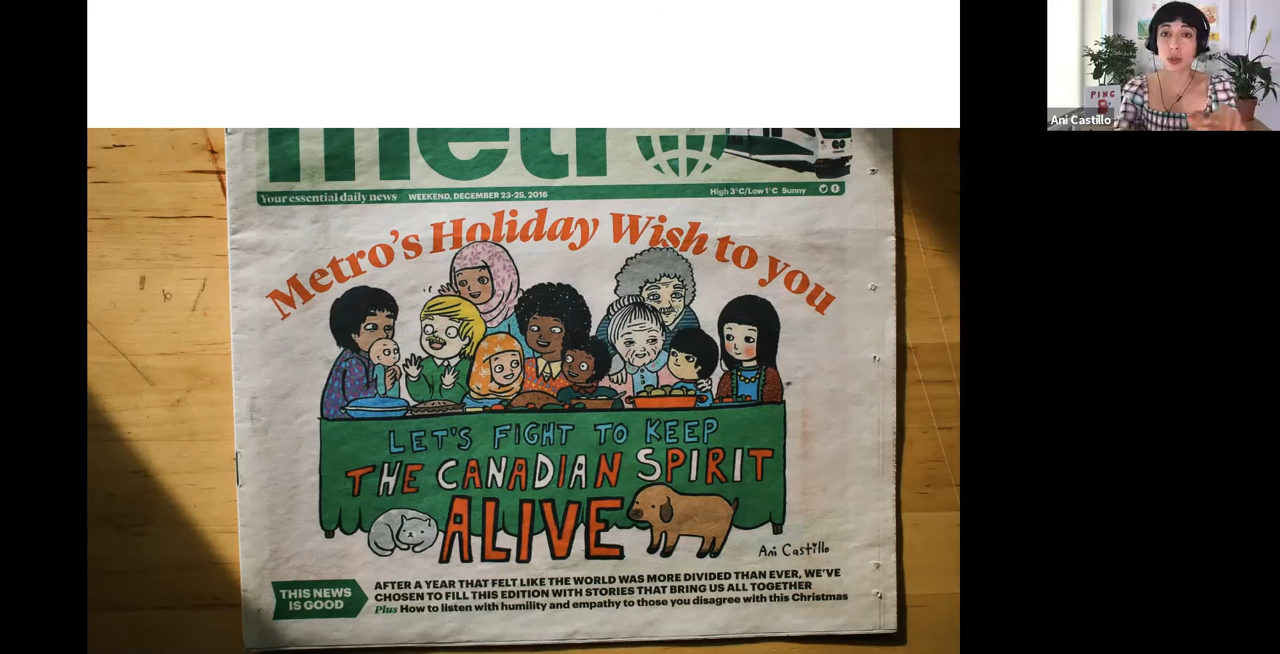 PING
Ani Castillo
metr
Your essential daily news WEEKEND, DECEMBER 23-25, 2016 High 3°C/Low 1°C Sunny
Metro's Holiday Wish to you
LET'S FIGHT TO KEEP
THE CANADIAN SPIRIT
ALIVE
Ani Castillo
THIS NEWS
IS GOOD
AFTER A YEAR THAT FELT LIKE THE WORLD WAS MORE DIVIDED THAN EVER, WE'VE
CHOSEN TO FILL THIS EDITION WITH STORIES THAT BRING US ALL TOGETHER
Plus How to listen with humility and empathy to those you disagree with this Christmas